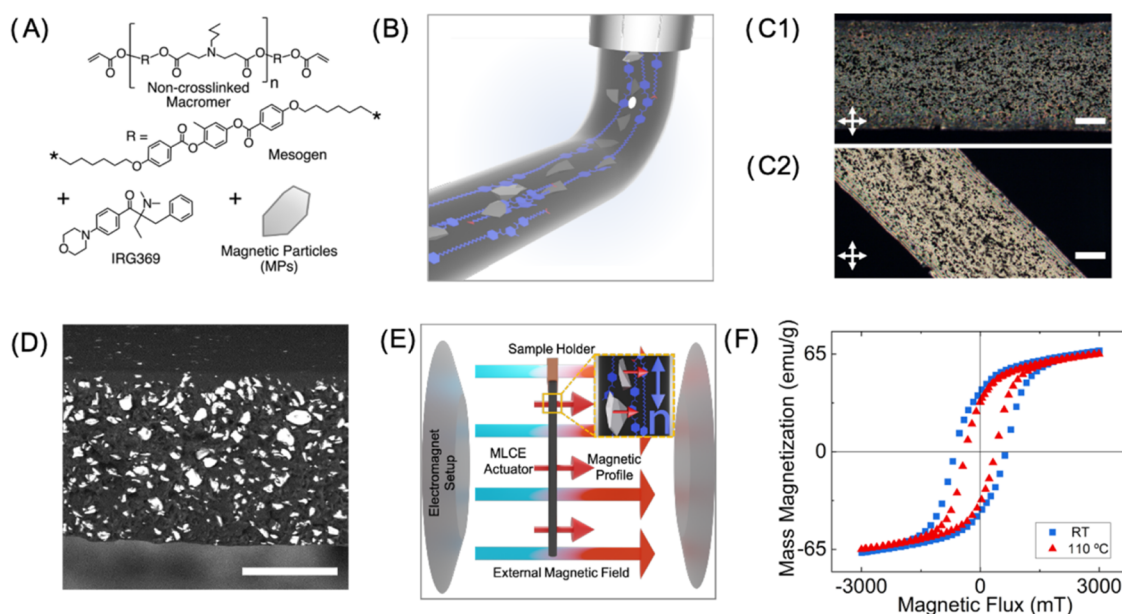 (A)
O
O
R
O
O
N
O
O
R
O
O
n
Non-crosslinked
Macromer
R =
O
O
O
O
O
O
*
*
Mesogen
+
+
O
N
N
O
IRG369
Magnetic Particles
(MPs)
(B)
(C1)
(C2)
(D)
(E)
Sample Holder
n
Electromagnet
Setup
MLCE
Actuator
Magnetic
Profile
External Magnetic Field
(F)
Mass Magnetization (emu/g)
65
0
-65
RT
110 ºC
-3000
0
3000
Magnetic Flux (mT)